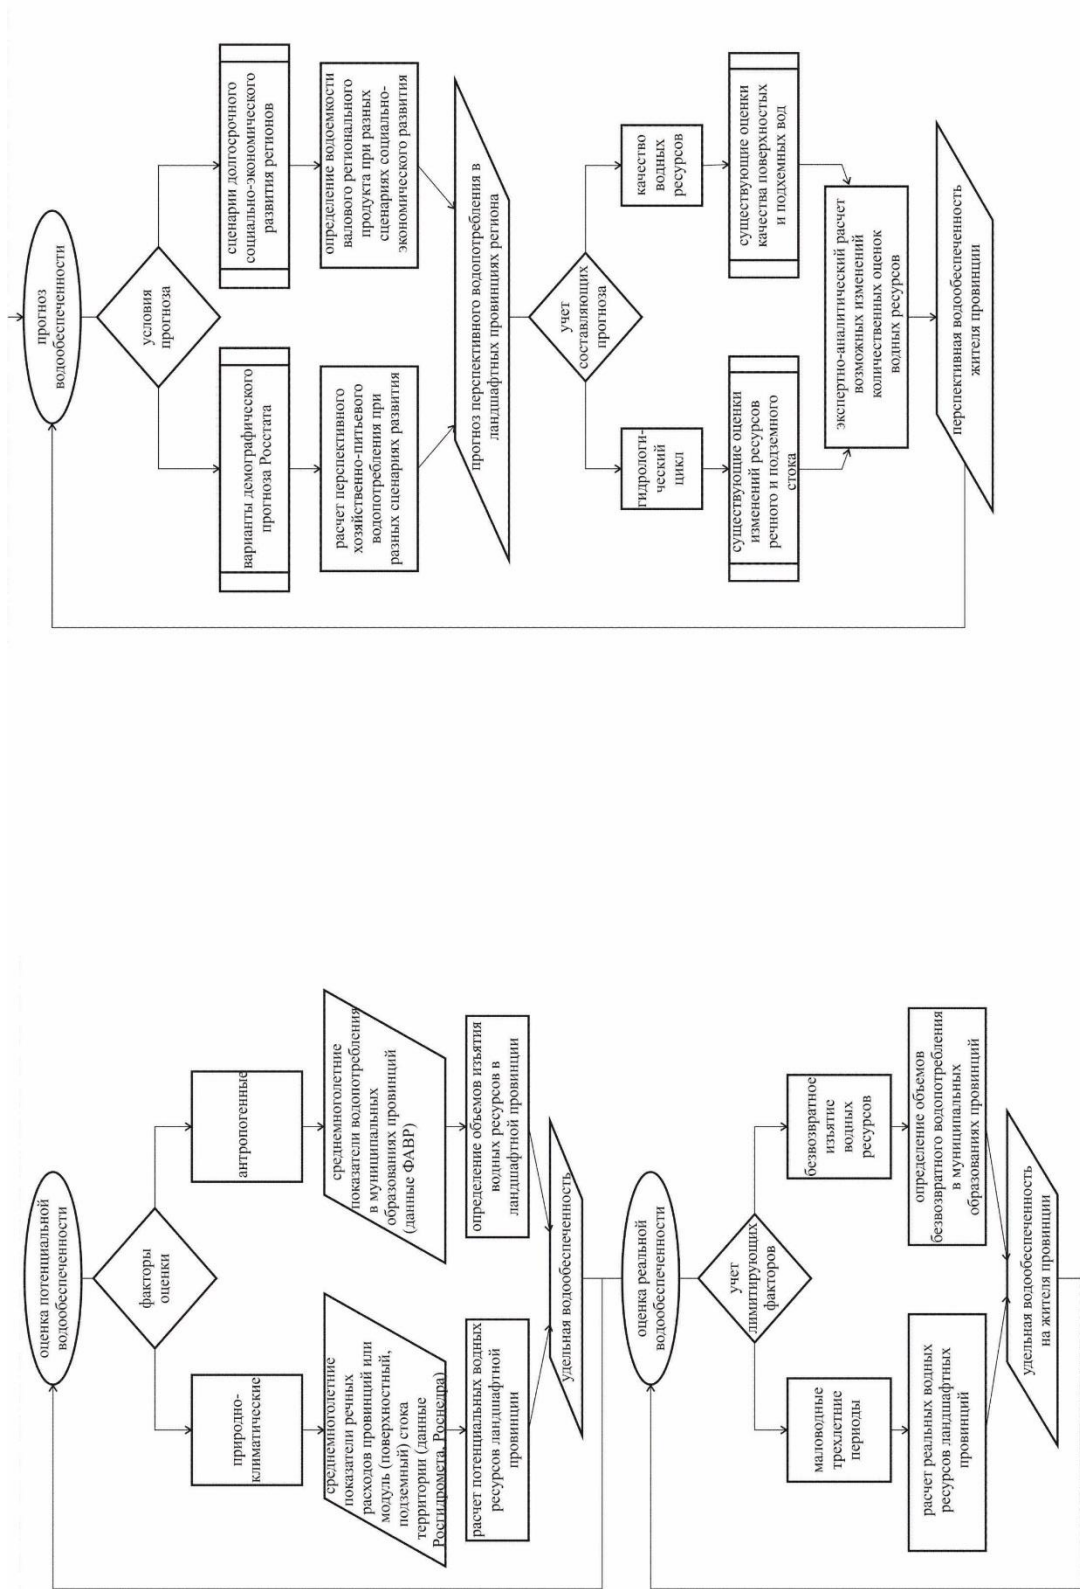 оценка потенциальной
водообеспеченности
факторы
оценки
природно-
климатические
антропогенные
среднемноголетние
показатели речных
расходов провинций или
модуль (поверхностный,
подземный) стока
территории (данные
Росгидромета, Роснедра)
среднемноголетние
показатели водопотребления
в муниципальных
образованиях провинций
(данные ФАВР)
расчет потенциальных водных
ресурсов ландшафтной
провинции
определение объемов изъятия
водных ресурсов в
ландшафтной провинции
удельная водообеспеченность
оценка реальной
водообеспеченности
учет
лимитирующих
факторов
маловодные
трехлетние
периоды
безвозвратное
изъятие
водных
ресурсов
расчет реальных водных
ресурсов ландшафтных
провинций
определение объемов
безвозвратного водопотребления
в муниципальных
образованиях провинций
удельная водообеспеченность
на жителя провинции
прогноз
водообеспеченности
условия
прогноза
варианты демографического
прогноза Росстата
сценарии долгосрочного
социально-экономического
развития регионов
расчет перспективного
хозяйственно-питьевого
водопотребления при
разных сценариях развития
определение водоемкости
валового регионального
продукта при разных
сценариях социально-
экономического развития
прогноз перспективного водопотребления в
ландшафтных провинциях региона
учет
составляющих
прогноза
гидрологи-
ческий
цикл
качество
водных
ресурсов
существующие оценки
изменений ресурсов
речного и подземного
стока
существующие оценки
качества поверхностых
и подхемных вод
экспертно-аналитический расчет
возможных изменений
количественных оценок
водных ресурсов
перспективная водообеспеченность
жителя провинции